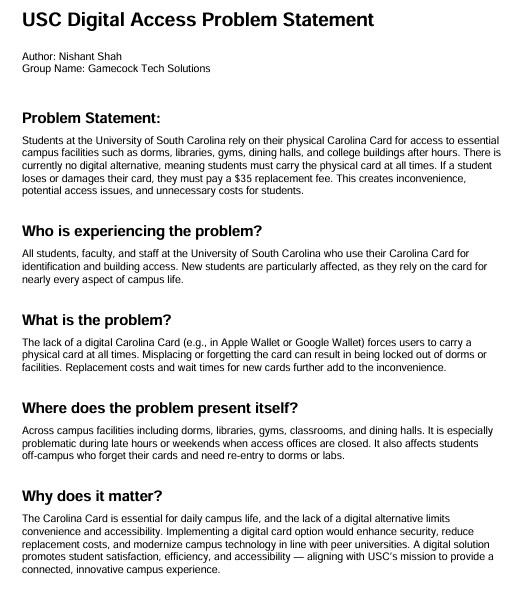 USC Digital Access Problem Statement
Author: Nishant Shah
Group Name: Gamecock Tech Solutions
Problem Statement:
Students at the University of South Carolina rely on their physical Carolina Card for access to essential
campus facilities such as dorms, libraries, gyms, dining halls, and college buildings after hours. There is
currently no digital alternative, meaning students must carry the physical card at all times. If a student
loses or damages their card, they must pay a $35 replacement fee. This creates inconvenience,
potential access issues, and unnecessary costs for students.
Who is experiencing the problem?
All students, faculty, and staff at the University of South Carolina who use their Carolina Card for
identification and building access. New students are particularly affected, as they rely on the card for
nearly every aspect of campus life.
What is the problem?
The lack of a digital Carolina Card (e.g., in Apple Wallet or Google Wallet) forces users to carry a
physical card at all times. Misplacing or forgetting the card can result in being locked out of dorms or
facilities. Replacement costs and wait times for new cards further add to the inconvenience.
Where does the problem present itself?
Across campus facilities including dorms, libraries, gyms, classrooms, and dining halls. It is especially
problematic during late hours or weekends when access offices are closed. It also affects students
off-campus who forget their cards and need re-entry to dorms or labs.
Why does it matter?
The Carolina Card is essential for daily campus life, and the lack of a digital alternative limits
convenience and accessibility. Implementing a digital card option would enhance security, reduce
replacement costs, and modernize campus technology in line with peer universities. A digital solution
promotes student satisfaction, efficiency, and accessibility — aligning with USC's mission to provide a
connected, innovative campus experience.